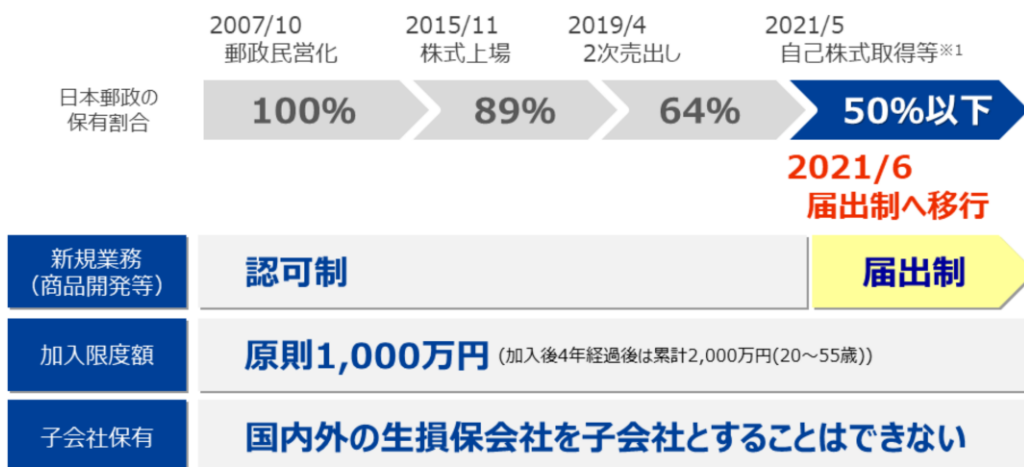 2007/10 2015/11 2019/4 2021/5
郵政民営化 株式上場 2次売出し 自己株式取得等※1
日本郵政の
保有割合
100% 89% 64% 50%以下
2021/6
届出制へ移行
新規業務
(商品開発等)
認可制 届出制
加入限度額 原則1,000万円 (加入後4年経過後は累計2,000万円(20~55歳))
子会社保有 国内外の生損保会社を子会社とすることはできない